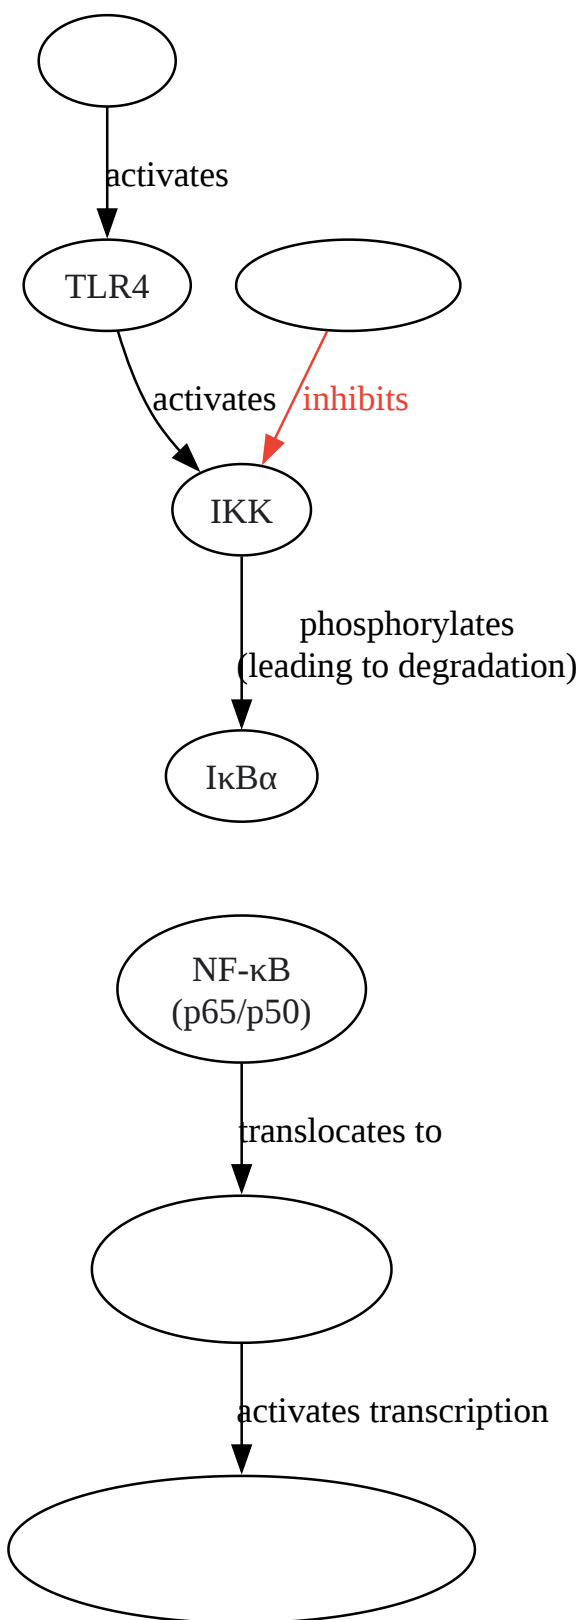 activates
TLR4
activates
inhibits
IKK
phosphorylates
(leading to degradation)
IκBα
NF-κB
(p65/p50)
translocates to
activates transcription